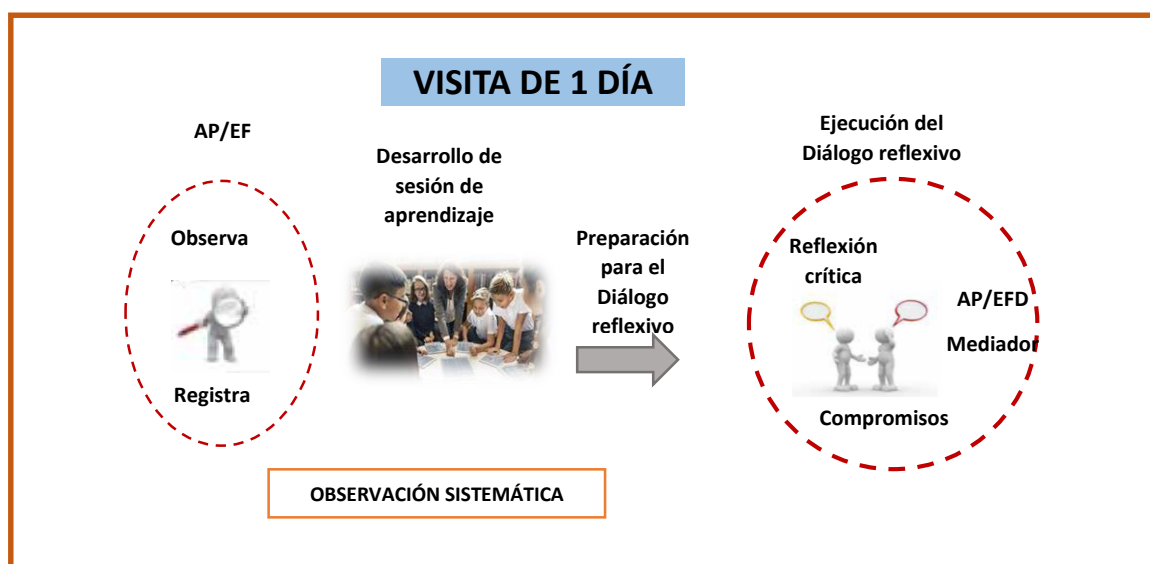 VISITA DE 1 DÍA
AP/EF
Observa
Registra
Desarrollo de
sesión de
aprendizaje
Preparación
para el
Diálogo
reflexivo
Ejecución del
Diálogo reflexivo
Reflexión
crítica
AP/EFD
Mediador
Compromisos
OBSERVACIÓN SISTEMÁTICA